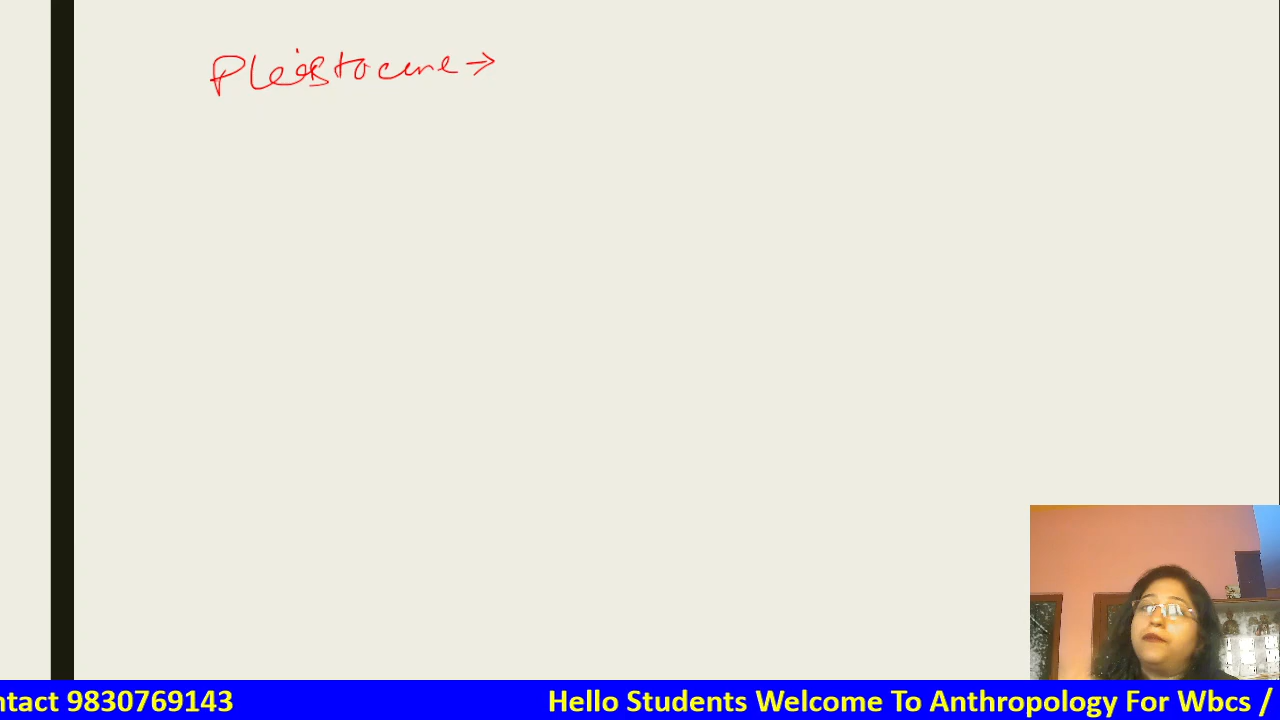 Pleistocene →
ntact 9830769143 Hello Students Welcome To Anthropology For Wbcs /